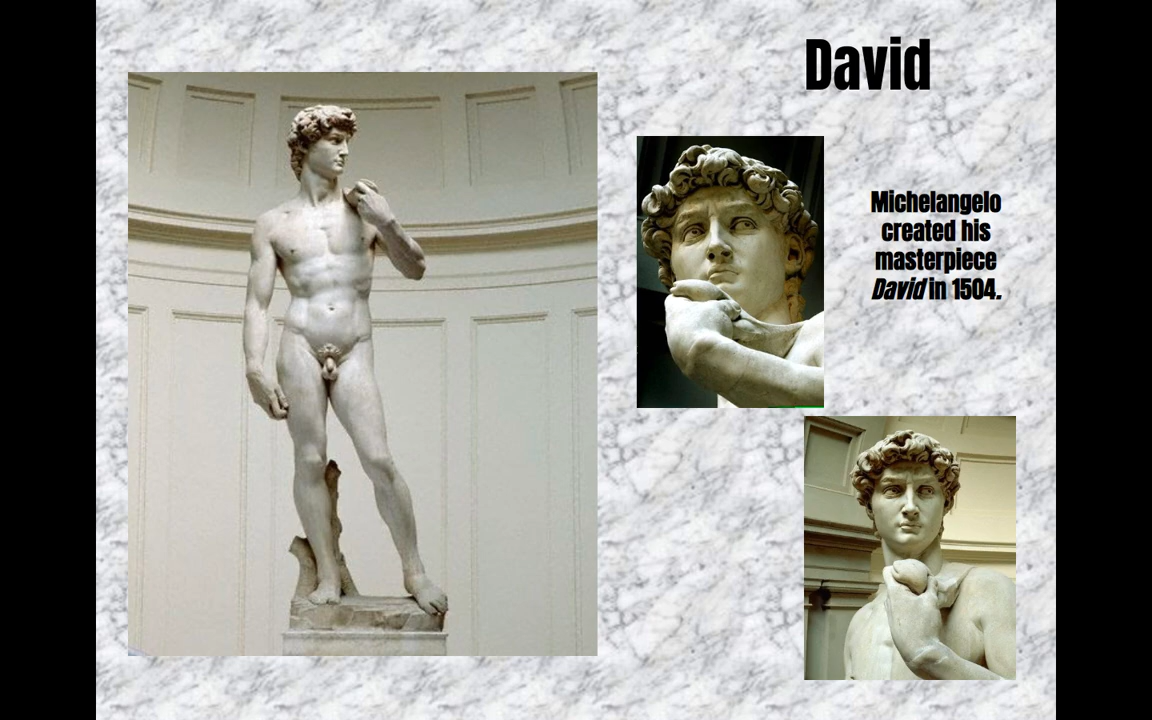 David
Michelangelo
created his
masterpiece
David in 1504.